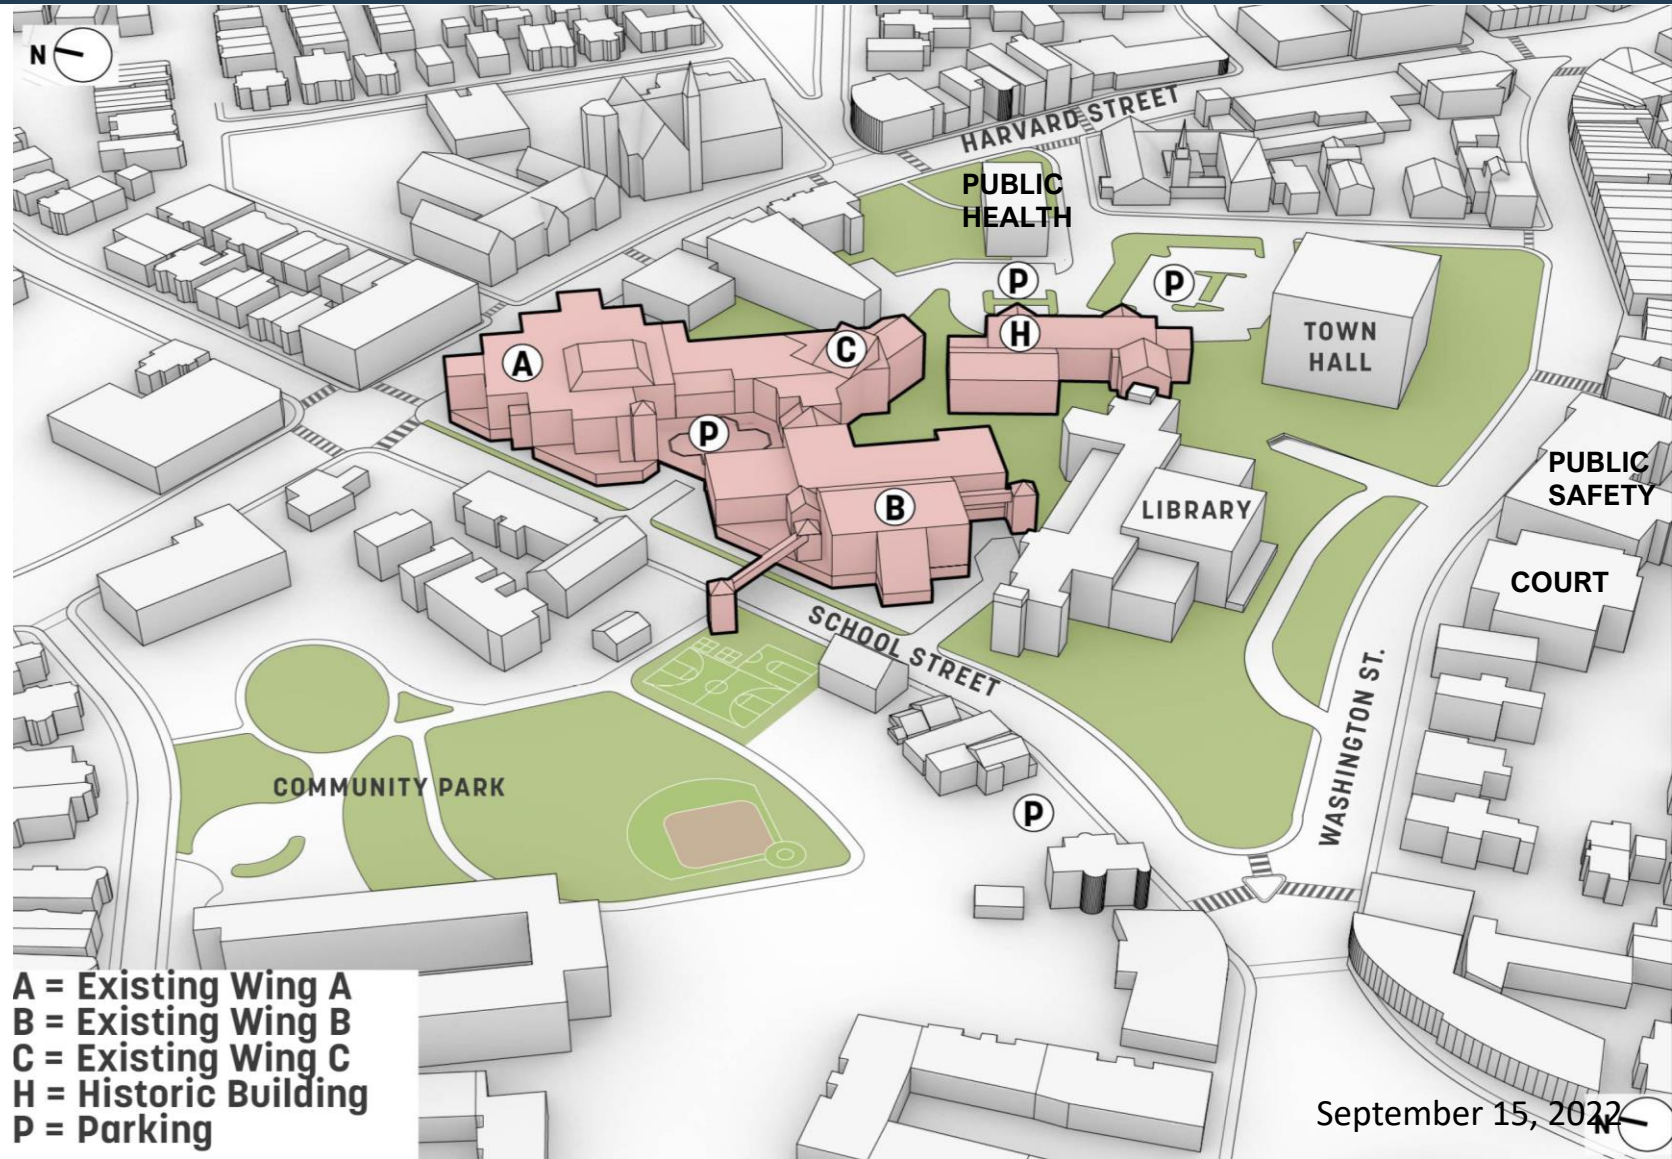 N
HARVARD STREET
PUBLIC
HEALTH
P
P
H
C
A
TOWN
HALL
P
PUBLIC
SAFETY
B
LIBRARY
COURT
SCHOOL STREET
WASHINGTON ST.
COMMUNITY PARK
P
A = Existing Wing A
B = Existing Wing B
C = Existing Wing C
H = Historic Building
P = Parking
September 15, 2022
N